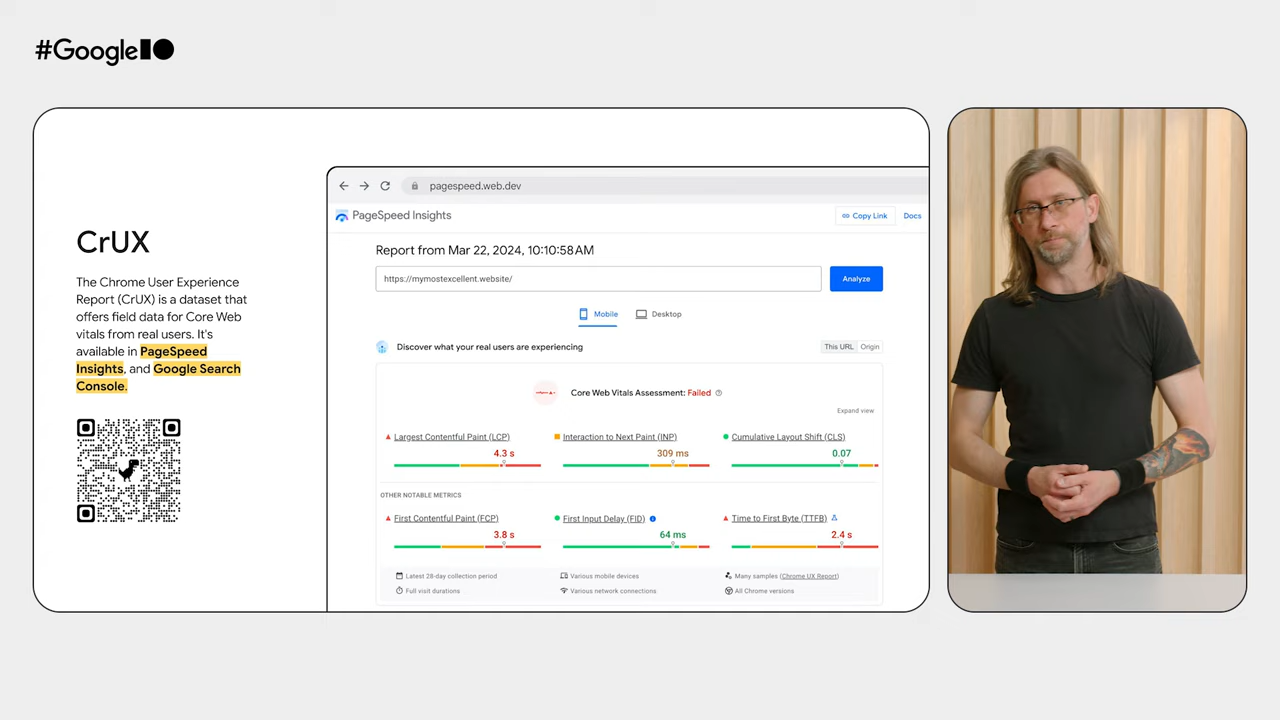 #Google IO
CrUX
The Chrome User Experience
Report (CrUX) is a dataset that
offers field data for Core Web
vitals from real users. It's
available in PageSpeed
Insights, and Google Search
Console.
pagespeed.web.dev
PageSpeed Insights
Copy Link
Docs
Report from Mar 22, 2024, 10:10:58 AM
https://mymostexcellent.website/
Analyze
Mobile
Desktop
Discover what your real users are experiencing
This URL
Origin
Core Web Vitals Assessment: Failed
Expand view
Largest Contentful Paint (LCP)
4.3 s
Interaction to Next Paint (INP)
309 ms
Cumulative Layout Shift (CLS)
0.07
OTHER NOTABLE METRICS
First Contentful Paint (FCP)
3.8 s
First Input Delay (FID)
64 ms
Time to First Byte (TTFB)
2.4 s
Latest 28-day collection period
Various mobile devices
Many samples (Chrome UX Report)
Full visit durations
Various network connections
All Chrome versions